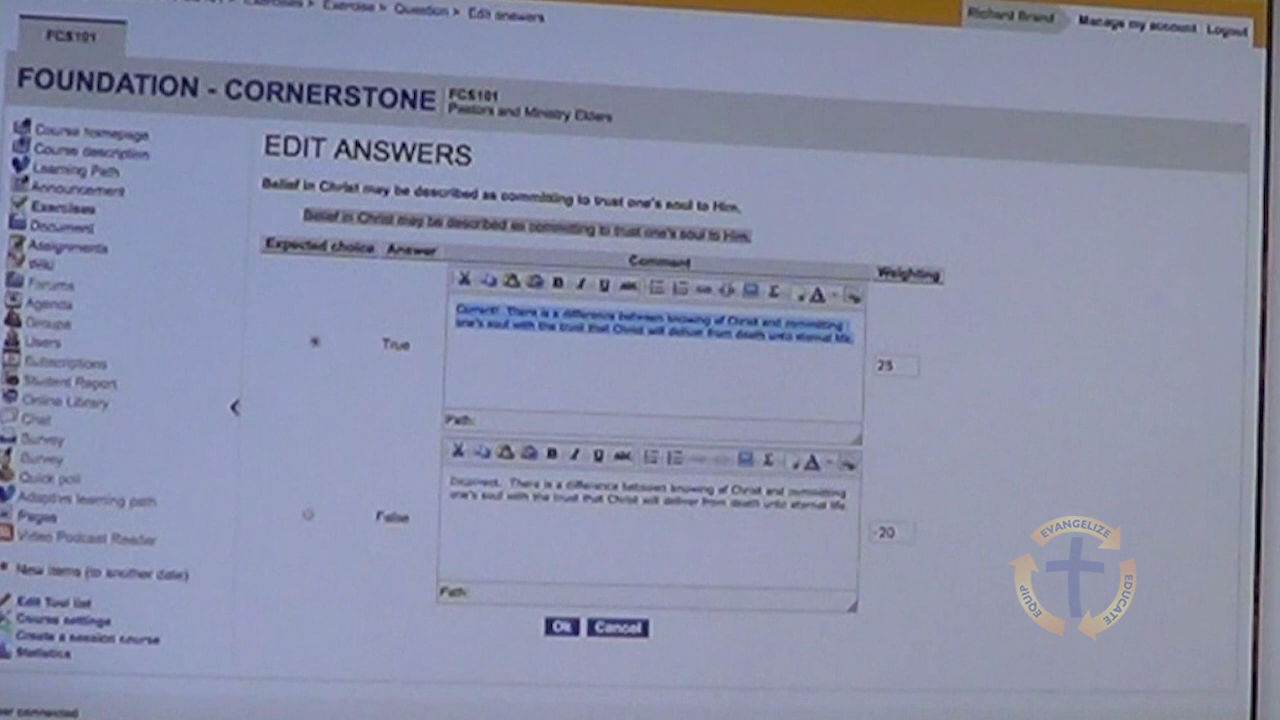 Exercises > Exercise > Question > Edit answers
Richard Brand Manage my account Logout
FCS101
FOUNDATION - CORNERSTONE
FCS101
Pastors and Ministry Elders
Course homepage
Course description
Learning Path
Announcement
Exercises
Document
Assignments
Wiki
Forums
Agenda
Groups
Users
Subscriptions
Student Report
Online Library
Chat
Survey
Survey
Quick poll
Adaptive learning path
Pages
Video Podcast Reader
New items (to another date)
Edit Tool list
Course settings
Create a session course
Statistics
EDIT ANSWERS
Belief in Christ may be described as committing to trust one's soul to Him.
Belief in Christ may be described as committing to trust one's soul to Him.
Expected choice Answer Comment Weighting
True
Correct! There is a difference between knowing of Christ and committing
one's soul with the trust that Christ will deliver from death unto eternal life.
25
Path:
False
Incorrect. There is a difference between knowing of Christ and committing
one's soul with the trust that Christ will deliver from death unto eternal life.
-20
Path:
Ok Cancel
EVANGELIZE
EDUCATE
EQUIP
connected